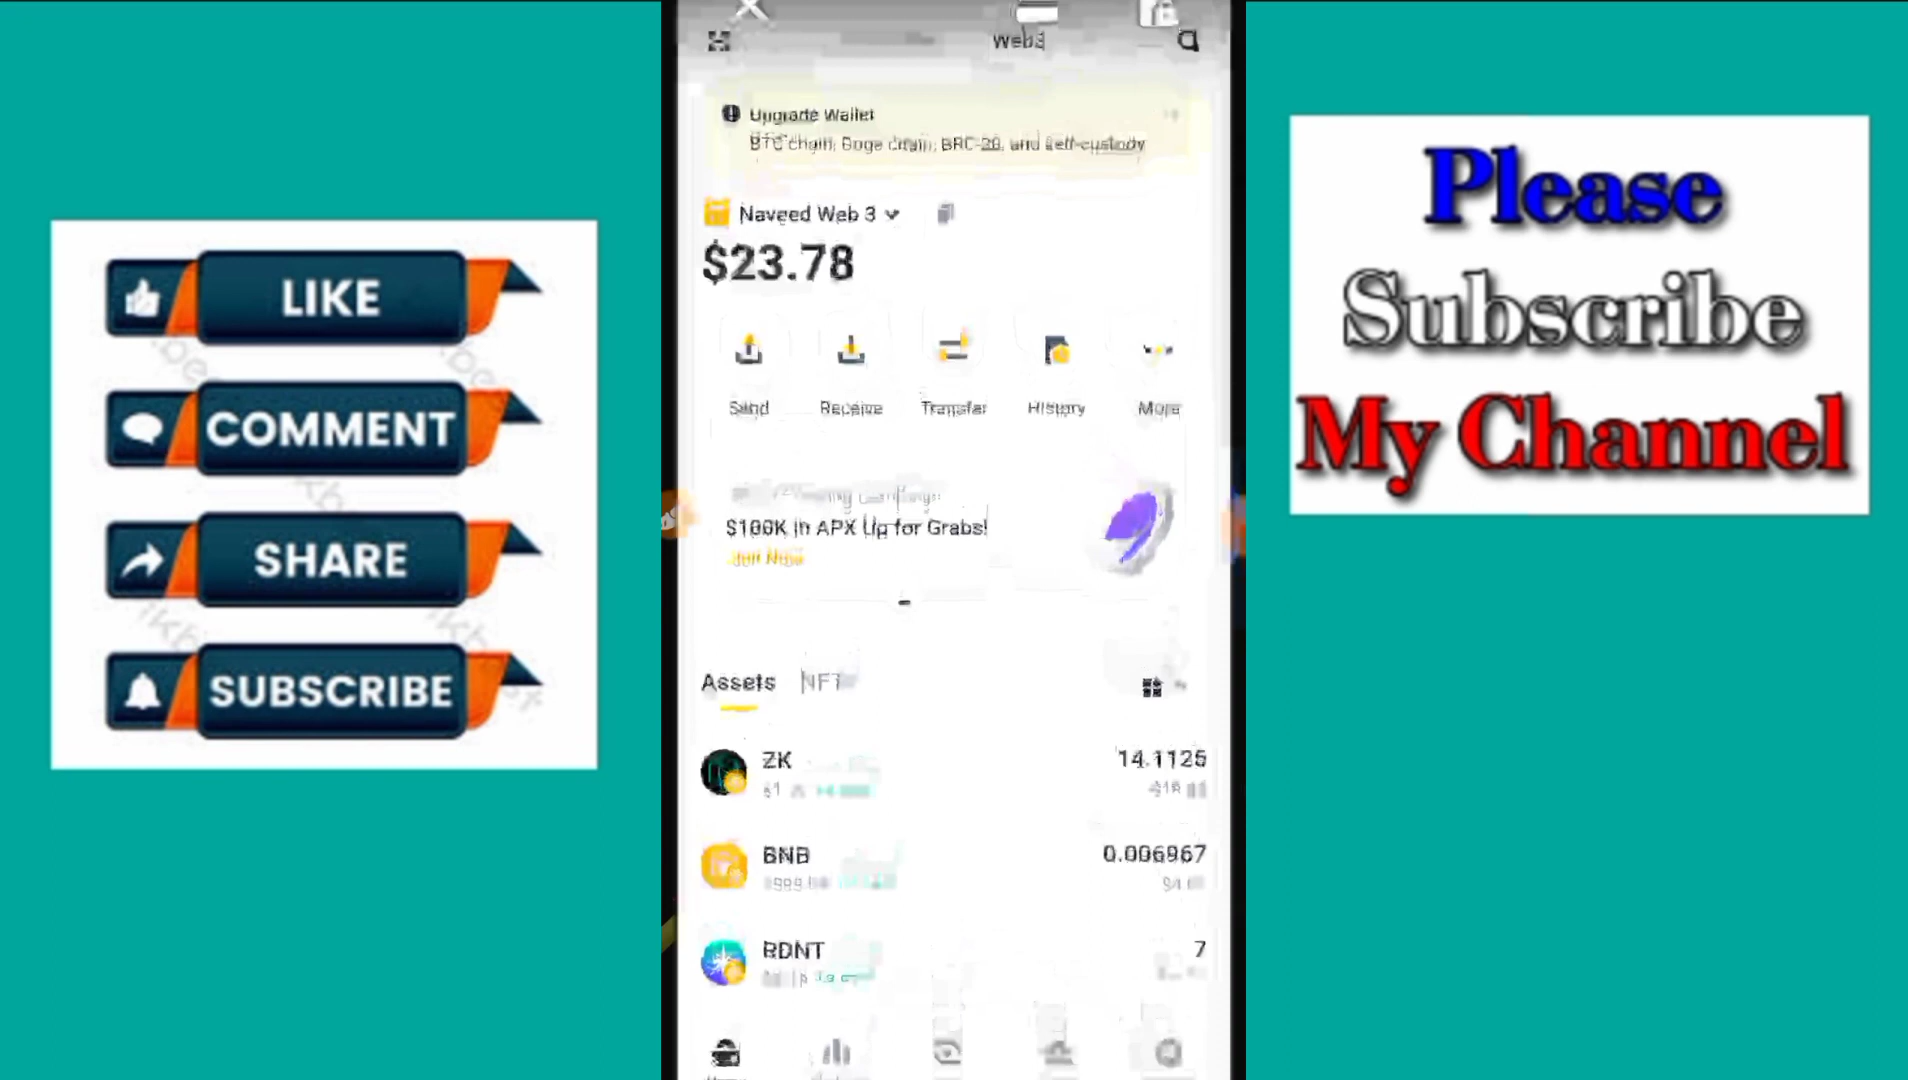 LIKE
COMMENT
SHARE
SUBSCRIBE
Web3
Upgrade Wallet
BTC chain, Doge chain, BRC-20, and self-custody
Naveed Web 3
$23.78
Send
Receive
Transfer
History
More
$100K in APX Up for Grabs!
Join Now
Assets NFT
ZK
14.1125
BNB
0.006967
RDNT
7
Please
Subscribe
My Channel